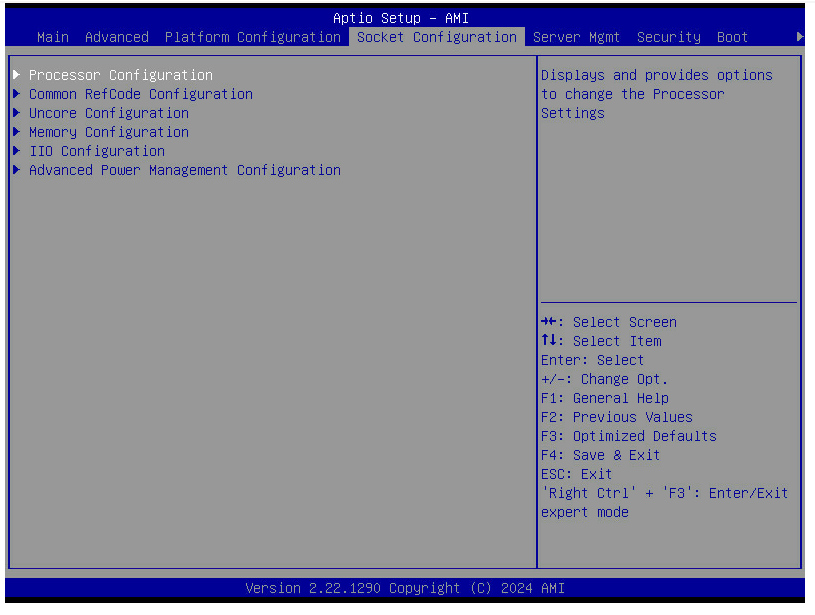 Aptio Setup – AMI
Main Advanced Platform Configuration Socket Configuration Server Mgmt Security Boot
Processor Configuration
Common RefCode Configuration
Uncore Configuration
Memory Configuration
IIO Configuration
Advanced Power Management Configuration
Displays and provides options
to change the Processor
Settings
→←: Select Screen
↑↓: Select Item
Enter: Select
+/-: Change Opt.
F1: General Help
F2: Previous Values
F3: Optimized Defaults
F4: Save & Exit
ESC: Exit
'Right Ctrl' + 'F3': Enter/Exit
expert mode
Version 2.22.1290 Copyright (C) 2024 AMI